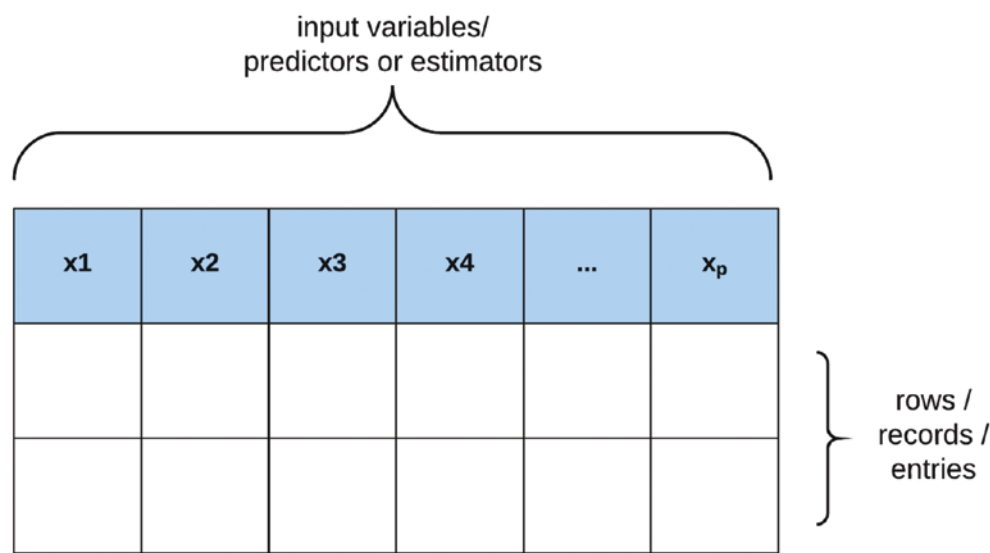 input variables/
predictors or estimators
x1 x2 x3 x4 ... xₚ
rows /
records /
entries